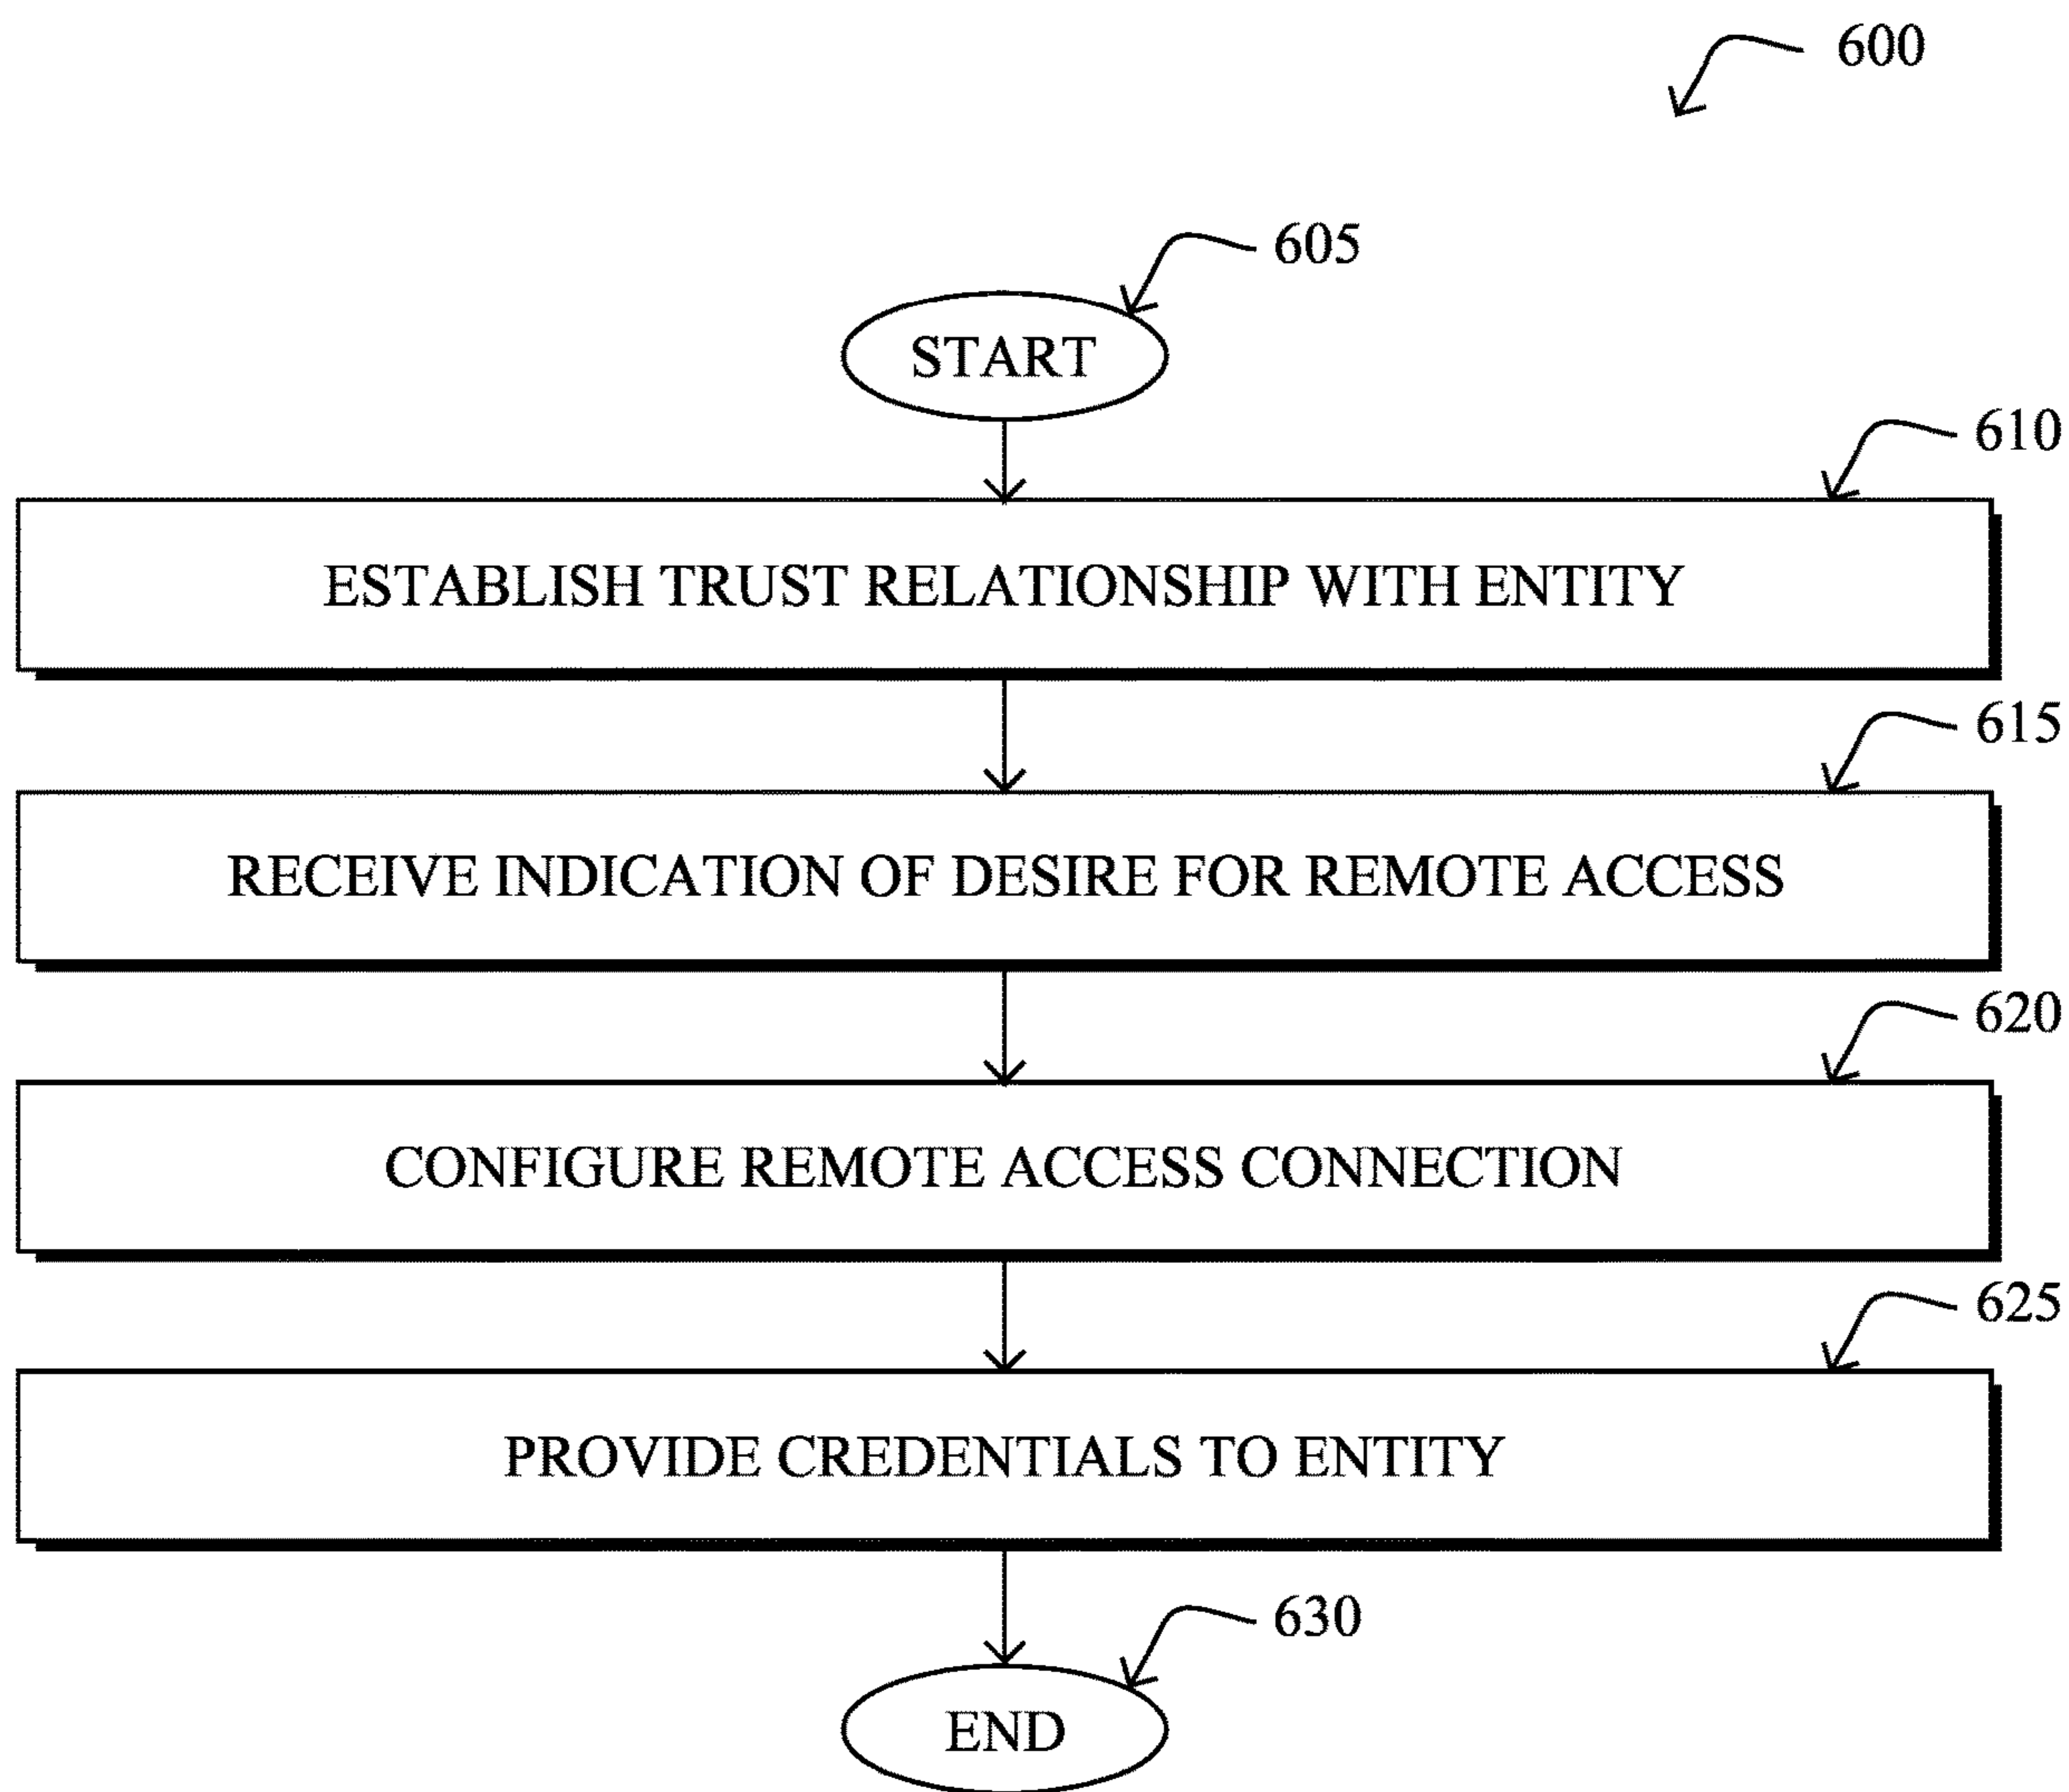 600
605
START
610
ESTABLISH TRUST RELATIONSHIP WITH ENTITY
615
RECEIVE INDICATION OF DESIRE FOR REMOTE ACCESS
620
CONFIGURE REMOTE ACCESS CONNECTION
625
PROVIDE CREDENTIALS TO ENTITY
630
END